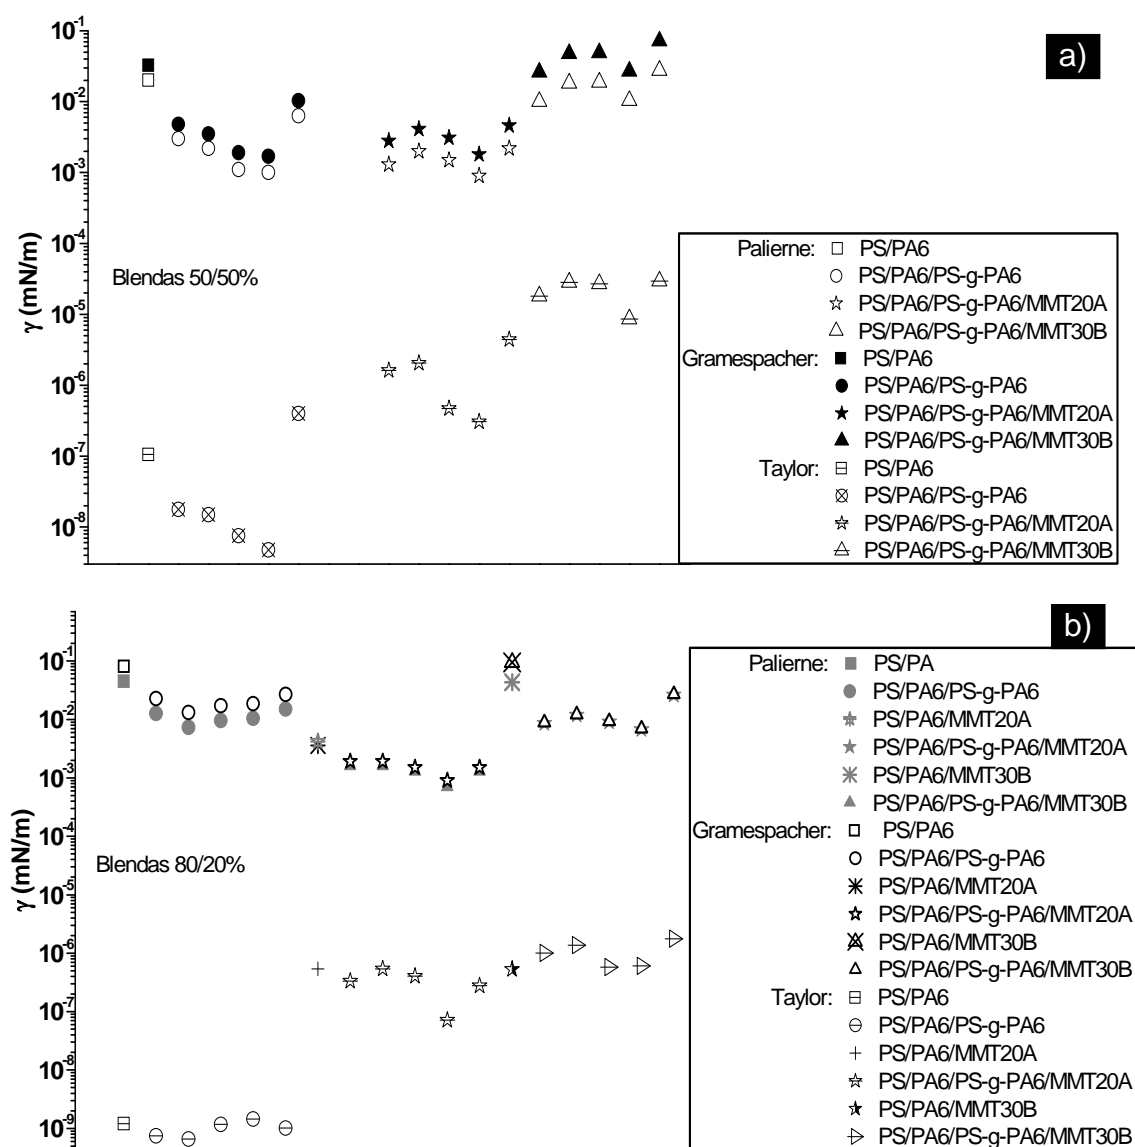 a)
10-1
10-2
10-3
10-4
10-5
10-6
10-7
10-8
γ (mN/m)
Blendas 50/50%
Palierne: PS/PA6
PS/PA6/PS-g-PA6
PS/PA6/PS-g-PA6/MMT20A
PS/PA6/PS-g-PA6/MMT30B
Gramespacher: PS/PA6
PS/PA6/PS-g-PA6
PS/PA6/PS-g-PA6/MMT20A
PS/PA6/PS-g-PA6/MMT30B
Taylor: PS/PA6
PS/PA6/PS-g-PA6
PS/PA6/PS-g-PA6/MMT20A
PS/PA6/PS-g-PA6/MMT30B
b)
10-1
10-2
10-3
10-4
10-5
10-6
10-7
10-8
10-9
γ (mN/m)
Blendas 80/20%
Palierne: PS/PA
PS/PA6/PS-g-PA6
PS/PA6/MMT20A
PS/PA6/PS-g-PA6/MMT20A
PS/PA6/MMT30B
PS/PA6/PS-g-PA6/MMT30B
Gramespacher: PS/PA6
PS/PA6/PS-g-PA6
PS/PA6/MMT20A
PS/PA6/PS-g-PA6/MMT20A
PS/PA6/MMT30B
PS/PA6/PS-g-PA6/MMT30B
Taylor: PS/PA6
PS/PA6/PS-g-PA6
PS/PA6/MMT20A
PS/PA6/PS-g-PA6/MMT20A
PS/PA6/MMT30B
PS/PA6/PS-g-PA6/MMT30B